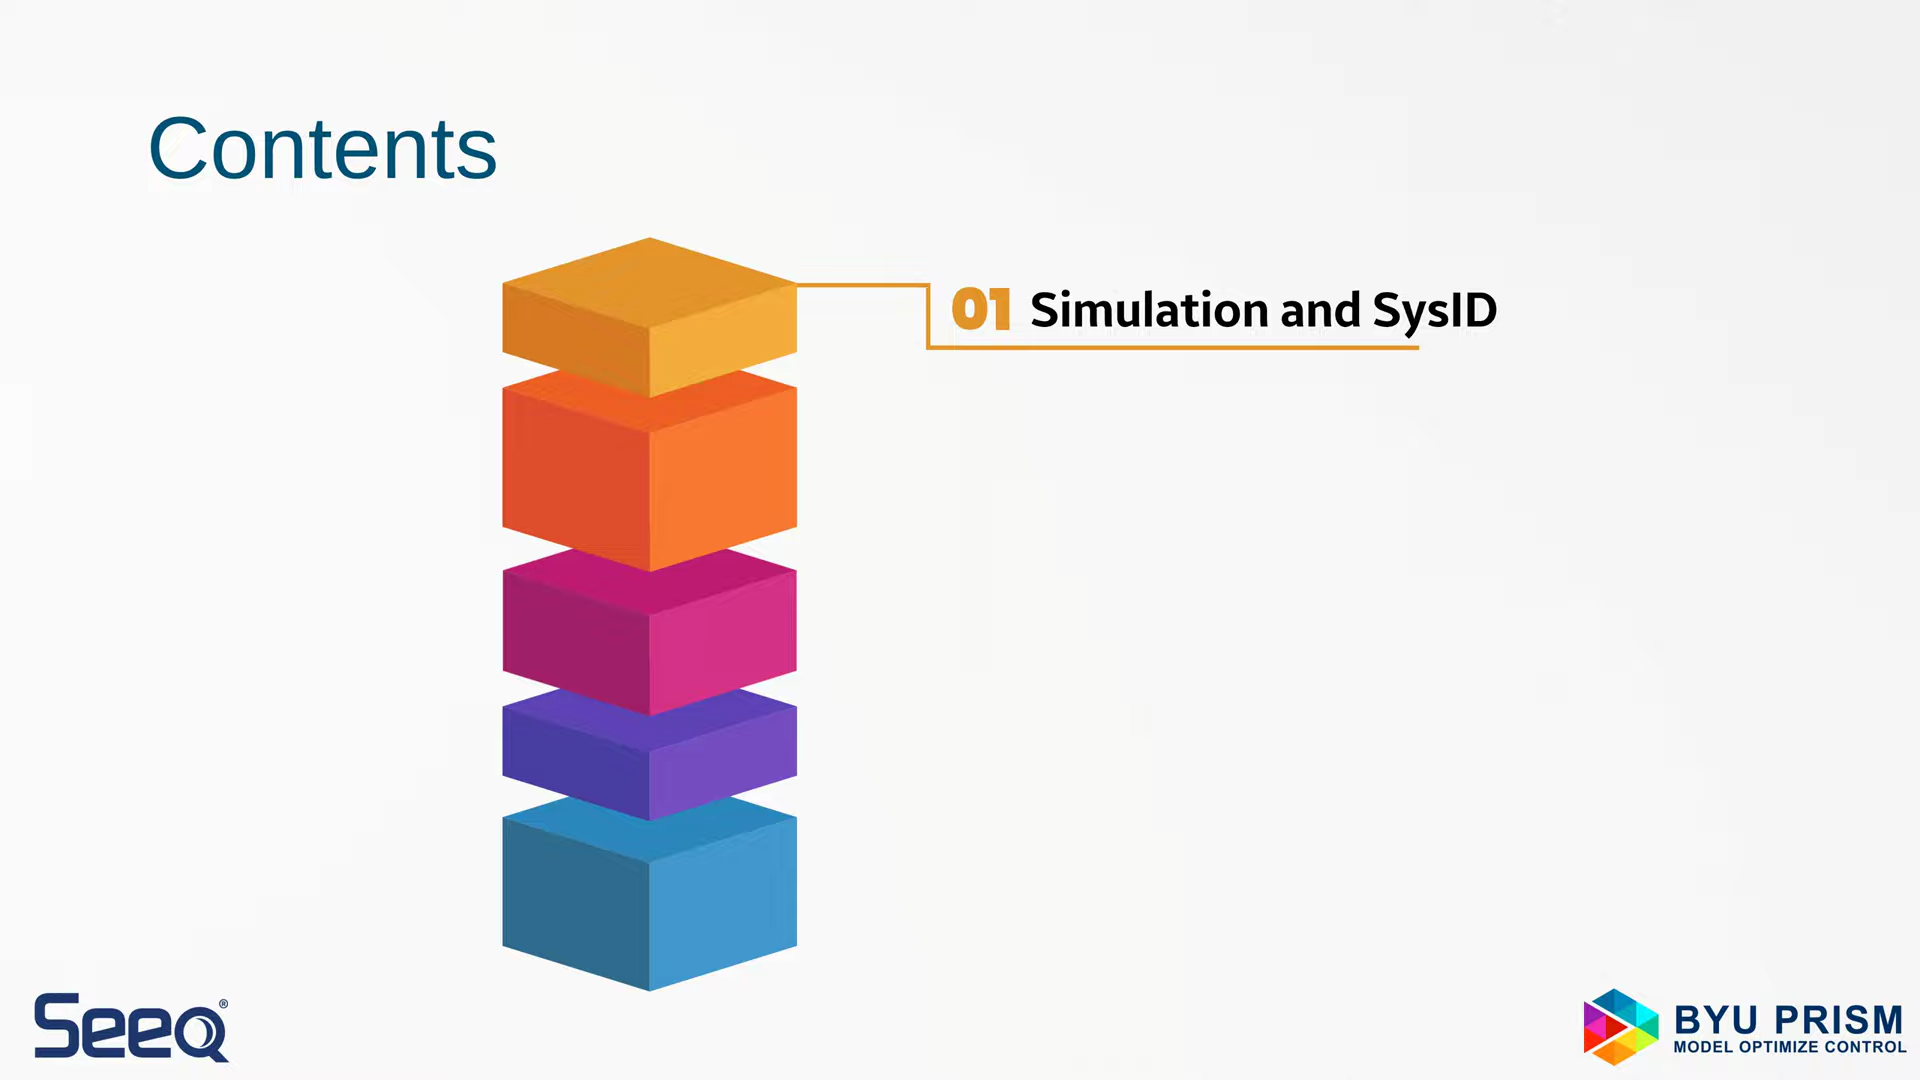 Contents
01 Simulation and SysID
Seeq®
BYU PRISM
MODEL OPTIMIZE CONTROL